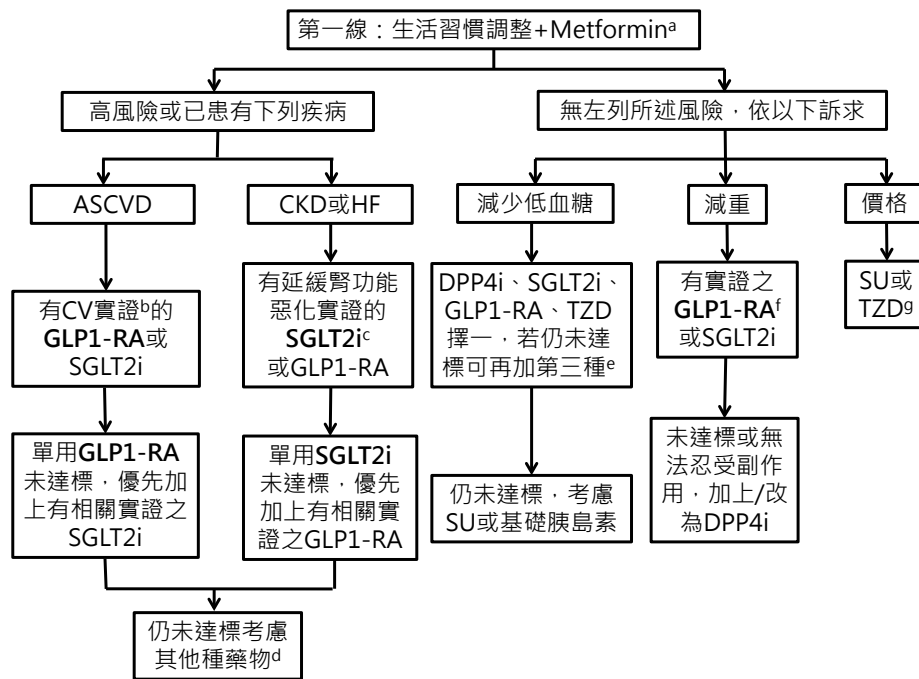 第一線：生活習慣調整+Metforminᵃ
高風險或已患有下列疾病
無左列所述風險，依以下訴求
ASCVD
CKD或HF
減少低血糖
減重
價格
有CV實證ᵇ的
GLP1-RA或
SGLT2i
有延緩腎功能
惡化實證的
SGLT2iᶜ
或GLP1-RA
DPP4i、SGLT2i、
GLP1-RA、TZD
擇一，若仍未達
標可再加第三種ᵉ
有實證之
GLP1-RAᶠ
或SGLT2i
SU或
TZDᵍ
單用GLP1-RA
未達標，優先加
上有相關實證之
SGLT2i
單用SGLT2i
未達標，優先
加上有相關實
證之GLP1-RA
仍未達標，考慮
SU或基礎胰島素
未達標或無
法忍受副作
用，加上/改
為DPP4i
仍未達標考慮
其他種藥物ᵈ